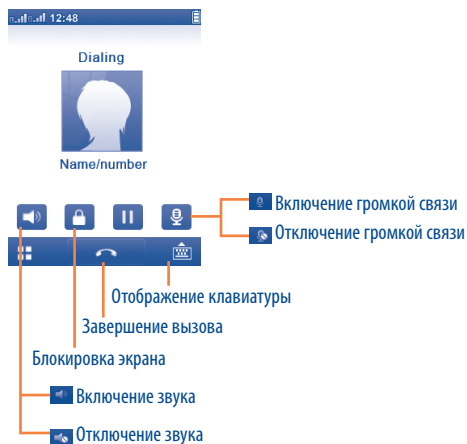 12:48
Dialing
Name/number
Включение громкой связи
Отключение громкой связи
Отображение клавиатуры
Завершение вызова
Блокировка экрана
Включение звука
Отключение звука